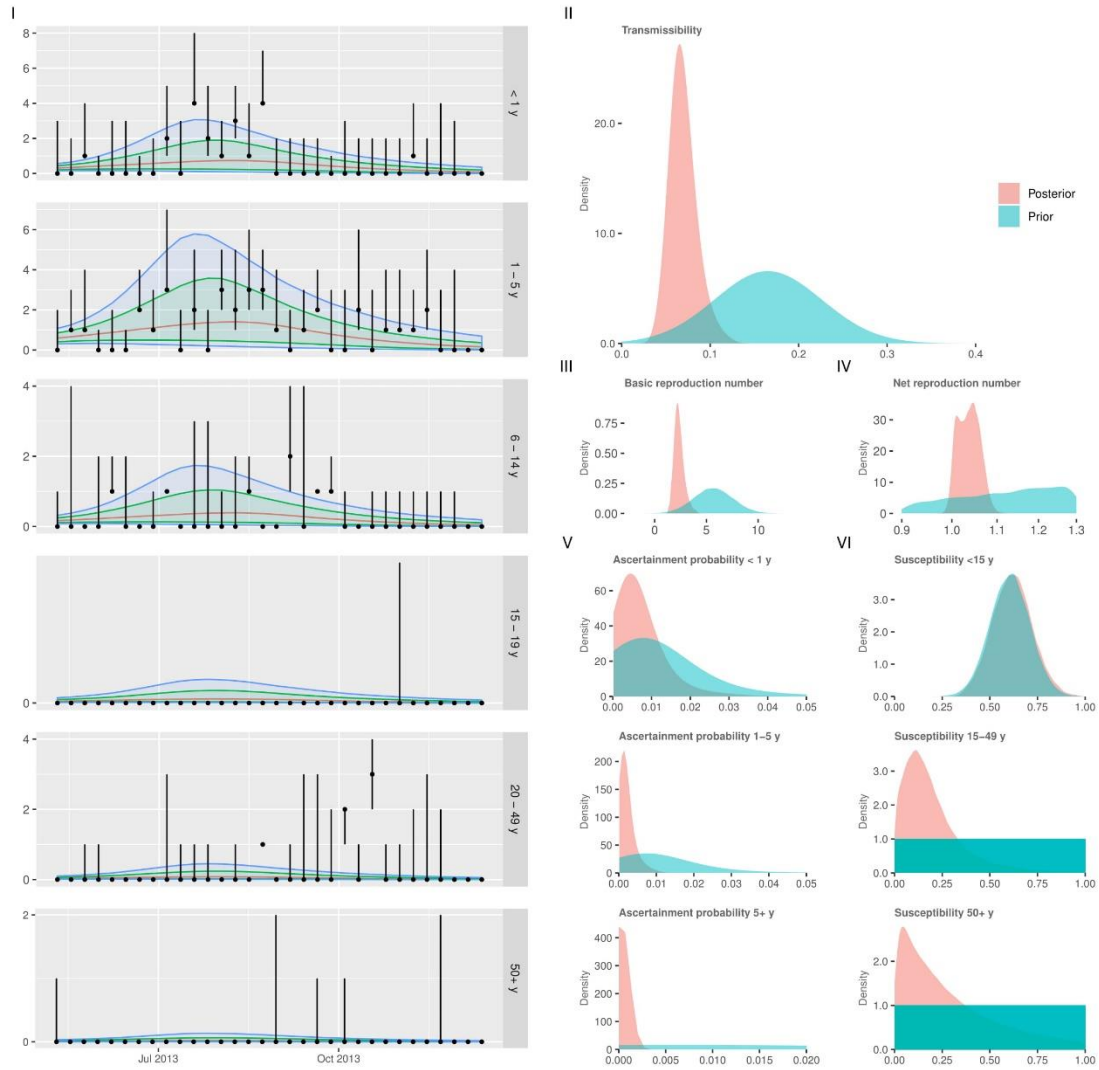 I
8
6
4
2
0
< 1 y
6
4
2
0
1 – 5 y
4
2
0
6 – 14 y
0
15 – 19 y
4
2
0
20 – 49 y
2
0
50+ y
Jul 2013
Oct 2013
II
Transmissibility
Density
20.0
10.0
0.0
0.0
0.1
0.2
0.3
0.4
Posterior
Prior
III
Basic reproduction number
Density
0.75
0.50
0.25
0.00
0
5
10
IV
Net reproduction number
Density
30
20
10
0
0.9
1.0
1.1
1.2
1.3
V
Ascertainment probability < 1 y
Density
60
40
20
0
0.00
0.01
0.02
0.03
0.04
0.05
Ascertainment probability 1–5 y
Density
200
150
100
50
0
0.00
0.01
0.02
0.03
0.04
0.05
Ascertainment probability 5+ y
Density
400
300
200
100
0
0.000
0.005
0.010
0.015
0.020
VI
Susceptibility <15 y
Density
3.0
2.0
1.0
0.0
0.00
0.25
0.50
0.75
1.00
Susceptibility 15–49 y
Density
3.0
2.0
1.0
0.0
0.00
0.25
0.50
0.75
1.00
Susceptibility 50+ y
Density
2.0
1.0
0.0
0.00
0.25
0.50
0.75
1.00